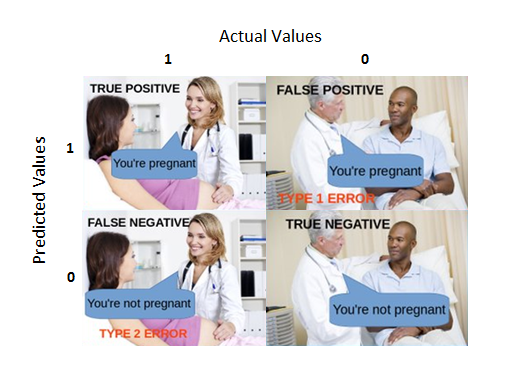 Actual Values
1
0
Predicted Values
1
TRUE POSITIVE
You're pregnant
FALSE POSITIVE
You're pregnant
TYPE 1 ERROR
0
FALSE NEGATIVE
You're not pregnant
TYPE 2 ERROR
TRUE NEGATIVE
You're not pregnant